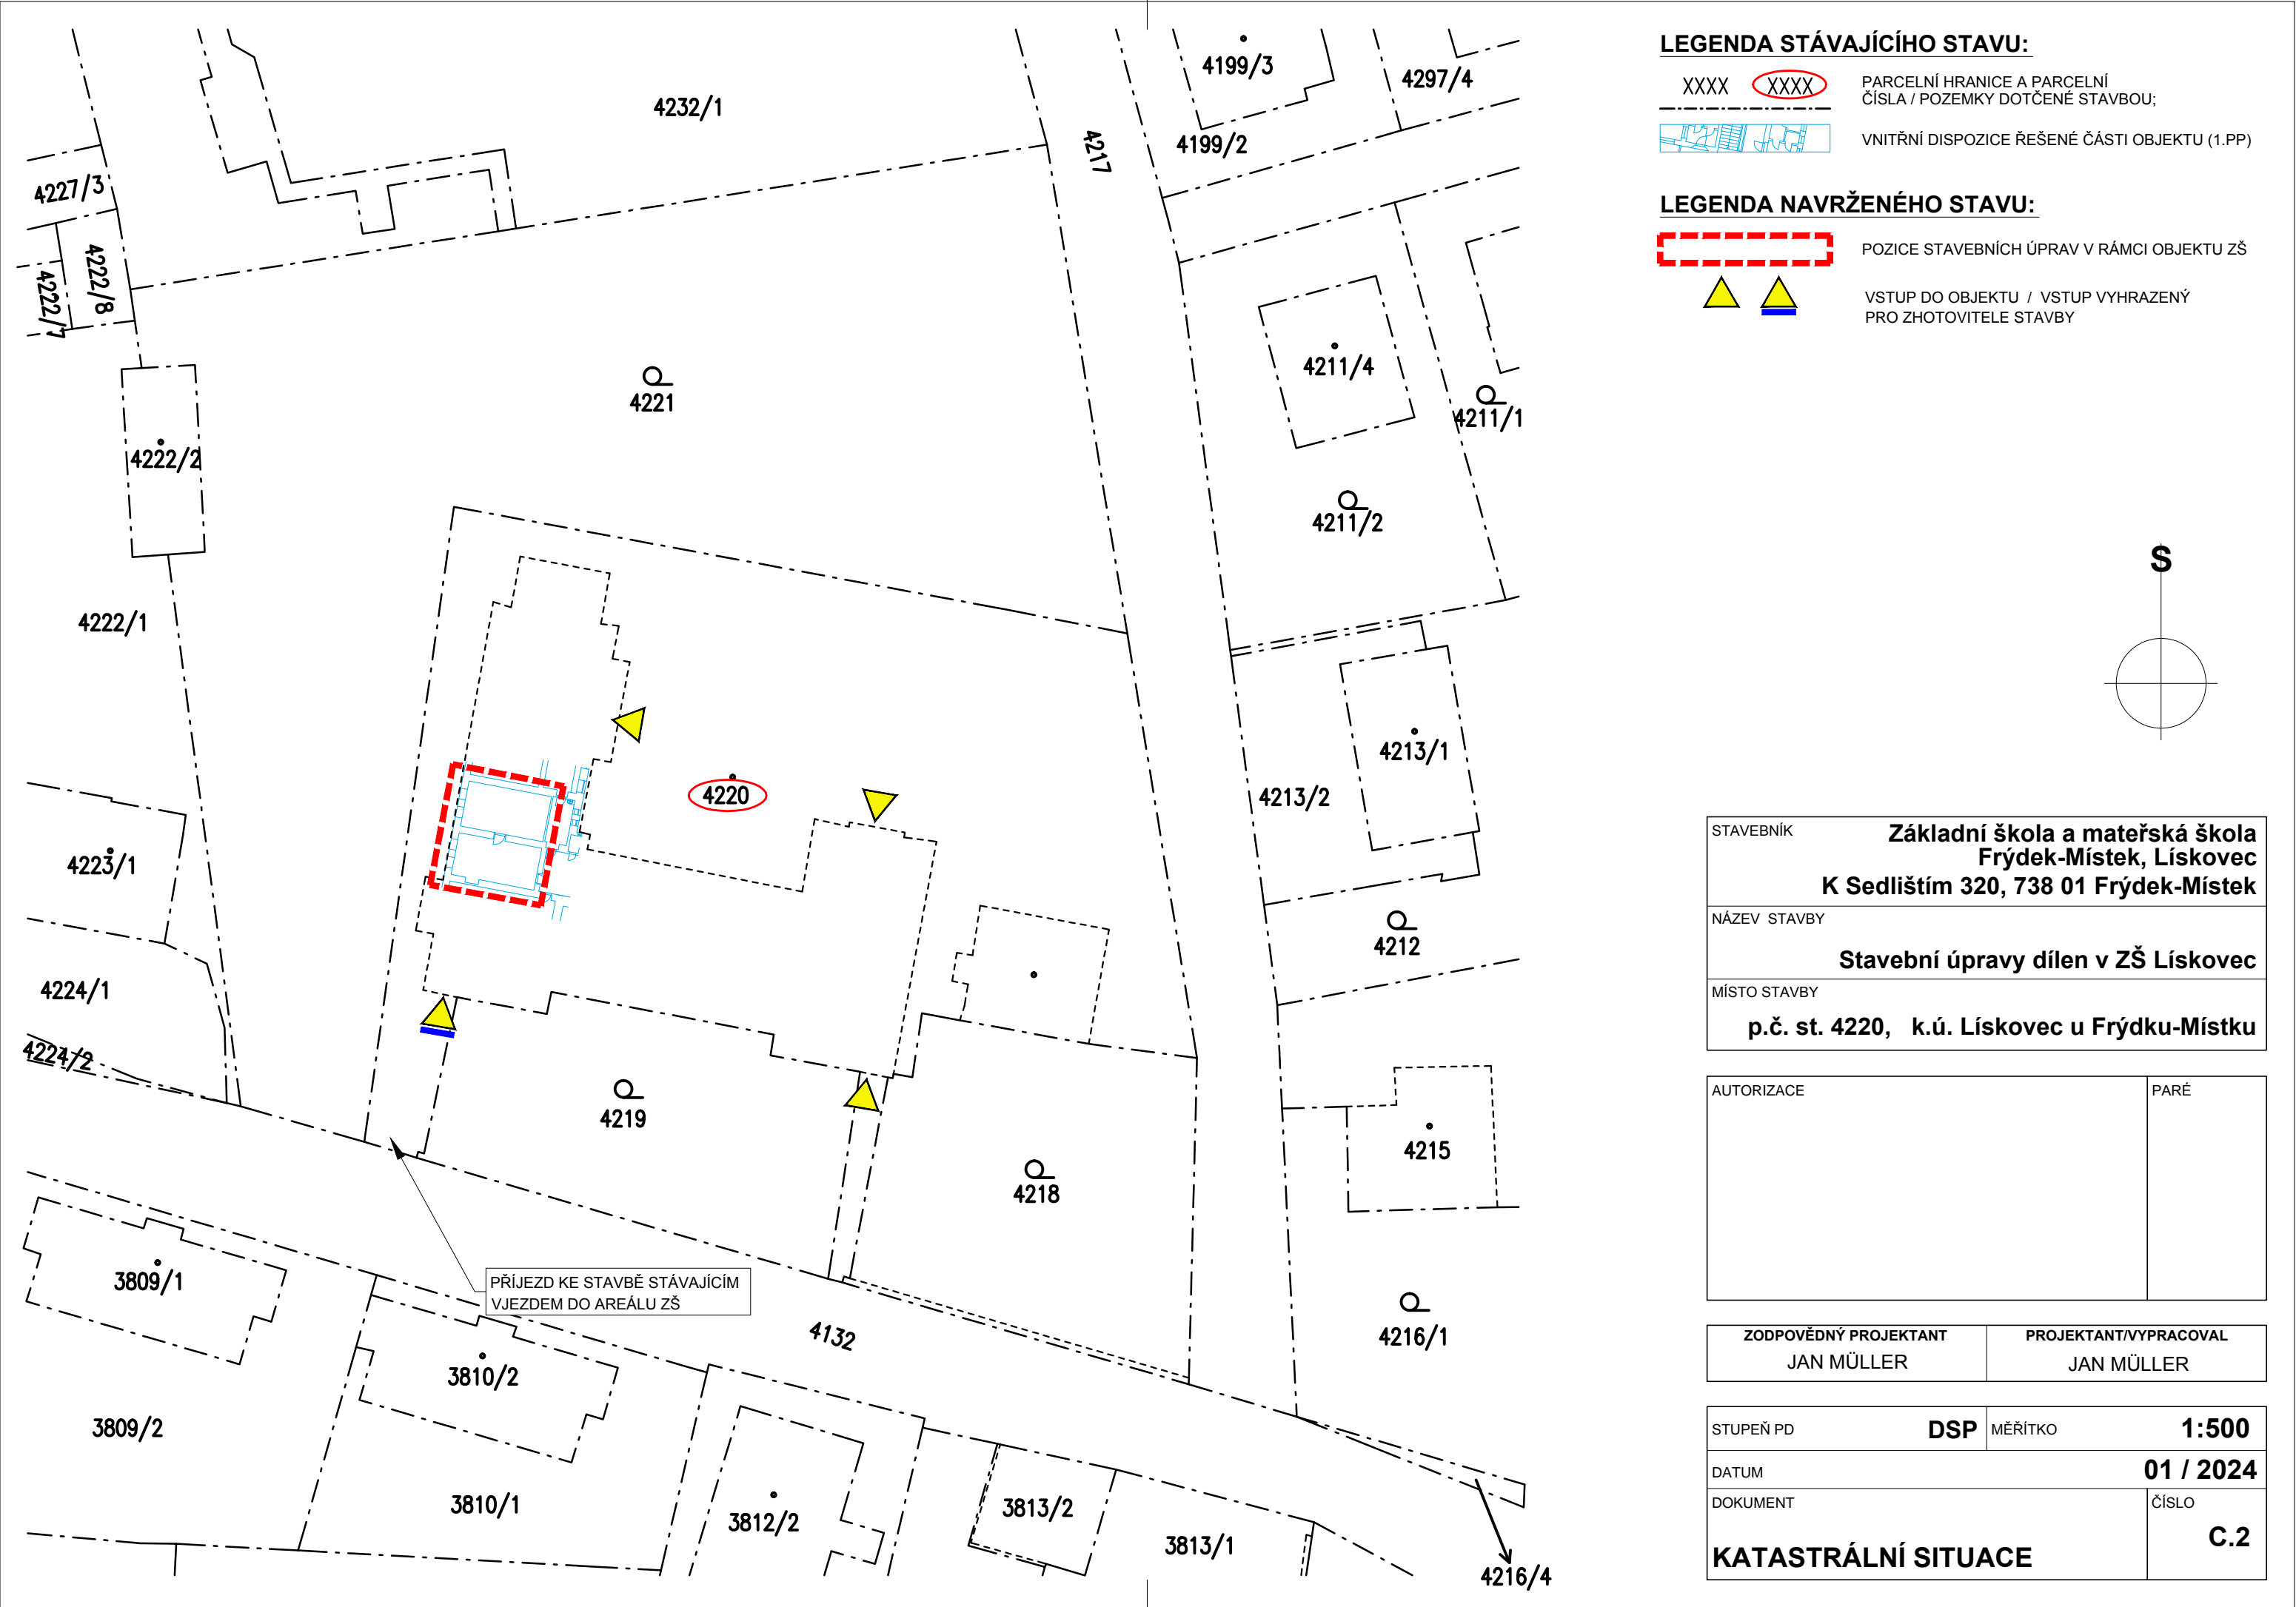 4199/3
4297/4
4232/1
4217
4199/2
4227/3
4222/8
4222/7
4211/4
4221
4211/1
4222/2
4211/2
4222/1
4213/1
4220
4213/2
4223/1
4212
4224/1
4224/2
4219
4215
4218
3809/1
PŘÍJEZD KE STAVBĚ STÁVAJÍCÍM
VJEZDEM DO AREÁLU ZŠ
4132
4216/1
3810/2
3809/2
3810/1
3812/2
3813/2
3813/1
4216/4
LEGENDA STÁVAJÍCÍHO STAVU:
XXXX XXXX PARCELNÍ HRANICE A PARCELNÍ
ČÍSLA / POZEMKY DOTČENÉ STAVBOU;
VNITŘNÍ DISPOZICE ŘEŠENÉ ČÁSTI OBJEKTU (1.PP)
LEGENDA NAVRŽENÉHO STAVU:
POZICE STAVEBNÍCH ÚPRAV V RÁMCI OBJEKTU ZŠ
VSTUP DO OBJEKTU / VSTUP VYHRAZENÝ
PRO ZHOTOVITELE STAVBY
S
STAVEBNÍK Základní škola a mateřská škola
Frýdek-Místek, Lískovec
K Sedlištím 320, 738 01 Frýdek-Místek
NÁZEV STAVBY
Stavební úpravy dílen v ZŠ Lískovec
MÍSTO STAVBY
p.č. st. 4220, k.ú. Lískovec u Frýdku-Místku
AUTORIZACE PARÉ
ZODPOVĚDNÝ PROJEKTANT PROJEKTANT/VYPRACOVAL
JAN MÜLLER JAN MÜLLER
STUPEŇ PD DSP MĚŘÍTKO 1:500
DATUM 01 / 2024
DOKUMENT ČÍSLO
KATASTRÁLNÍ SITUACE C.2